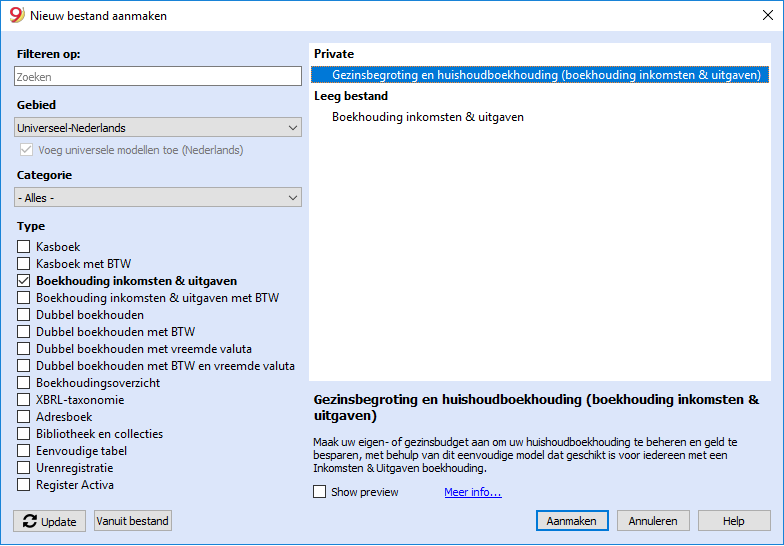 Nieuw bestand aanmaken
Filteren op:
Zoeken
Gebied
Universeel-Nederlands
Voeg universele modellen toe (Nederlands)
Categorie
- Alles -
Type
Kasboek
Kasboek met BTW
Boekhouding inkomsten & uitgaven
Boekhouding inkomsten & uitgaven met BTW
Dubbel boekhouden
Dubbel boekhouden met BTW
Dubbel boekhouden met vreemde valuta
Dubbel boekhouden met BTW en vreemde valuta
Boekhoudingsoverzicht
XBRL-taxonomie
Adresboek
Bibliotheek en collecties
Eenvoudige tabel
Urenregistratie
Register Activa
Update
Vanuit bestand
Private
Gezinsbegroting en huishoudboekhouding (boekhouding inkomsten & uitgaven)
Leeg bestand
Boekhouding inkomsten & uitgaven
Gezinsbegroting en huishoudboekhouding (boekhouding inkomsten &
uitgaven)
Maak uw eigen- of gezinsbudget aan om uw huishoudboekhouding te beheren en geld te
besparen, met behulp van dit eenvoudige model dat geschikt is voor iedereen met een
Inkomsten & Uitgaven boekhouding.
Show preview
Meer info...
Aanmaken
Annuleren
Help